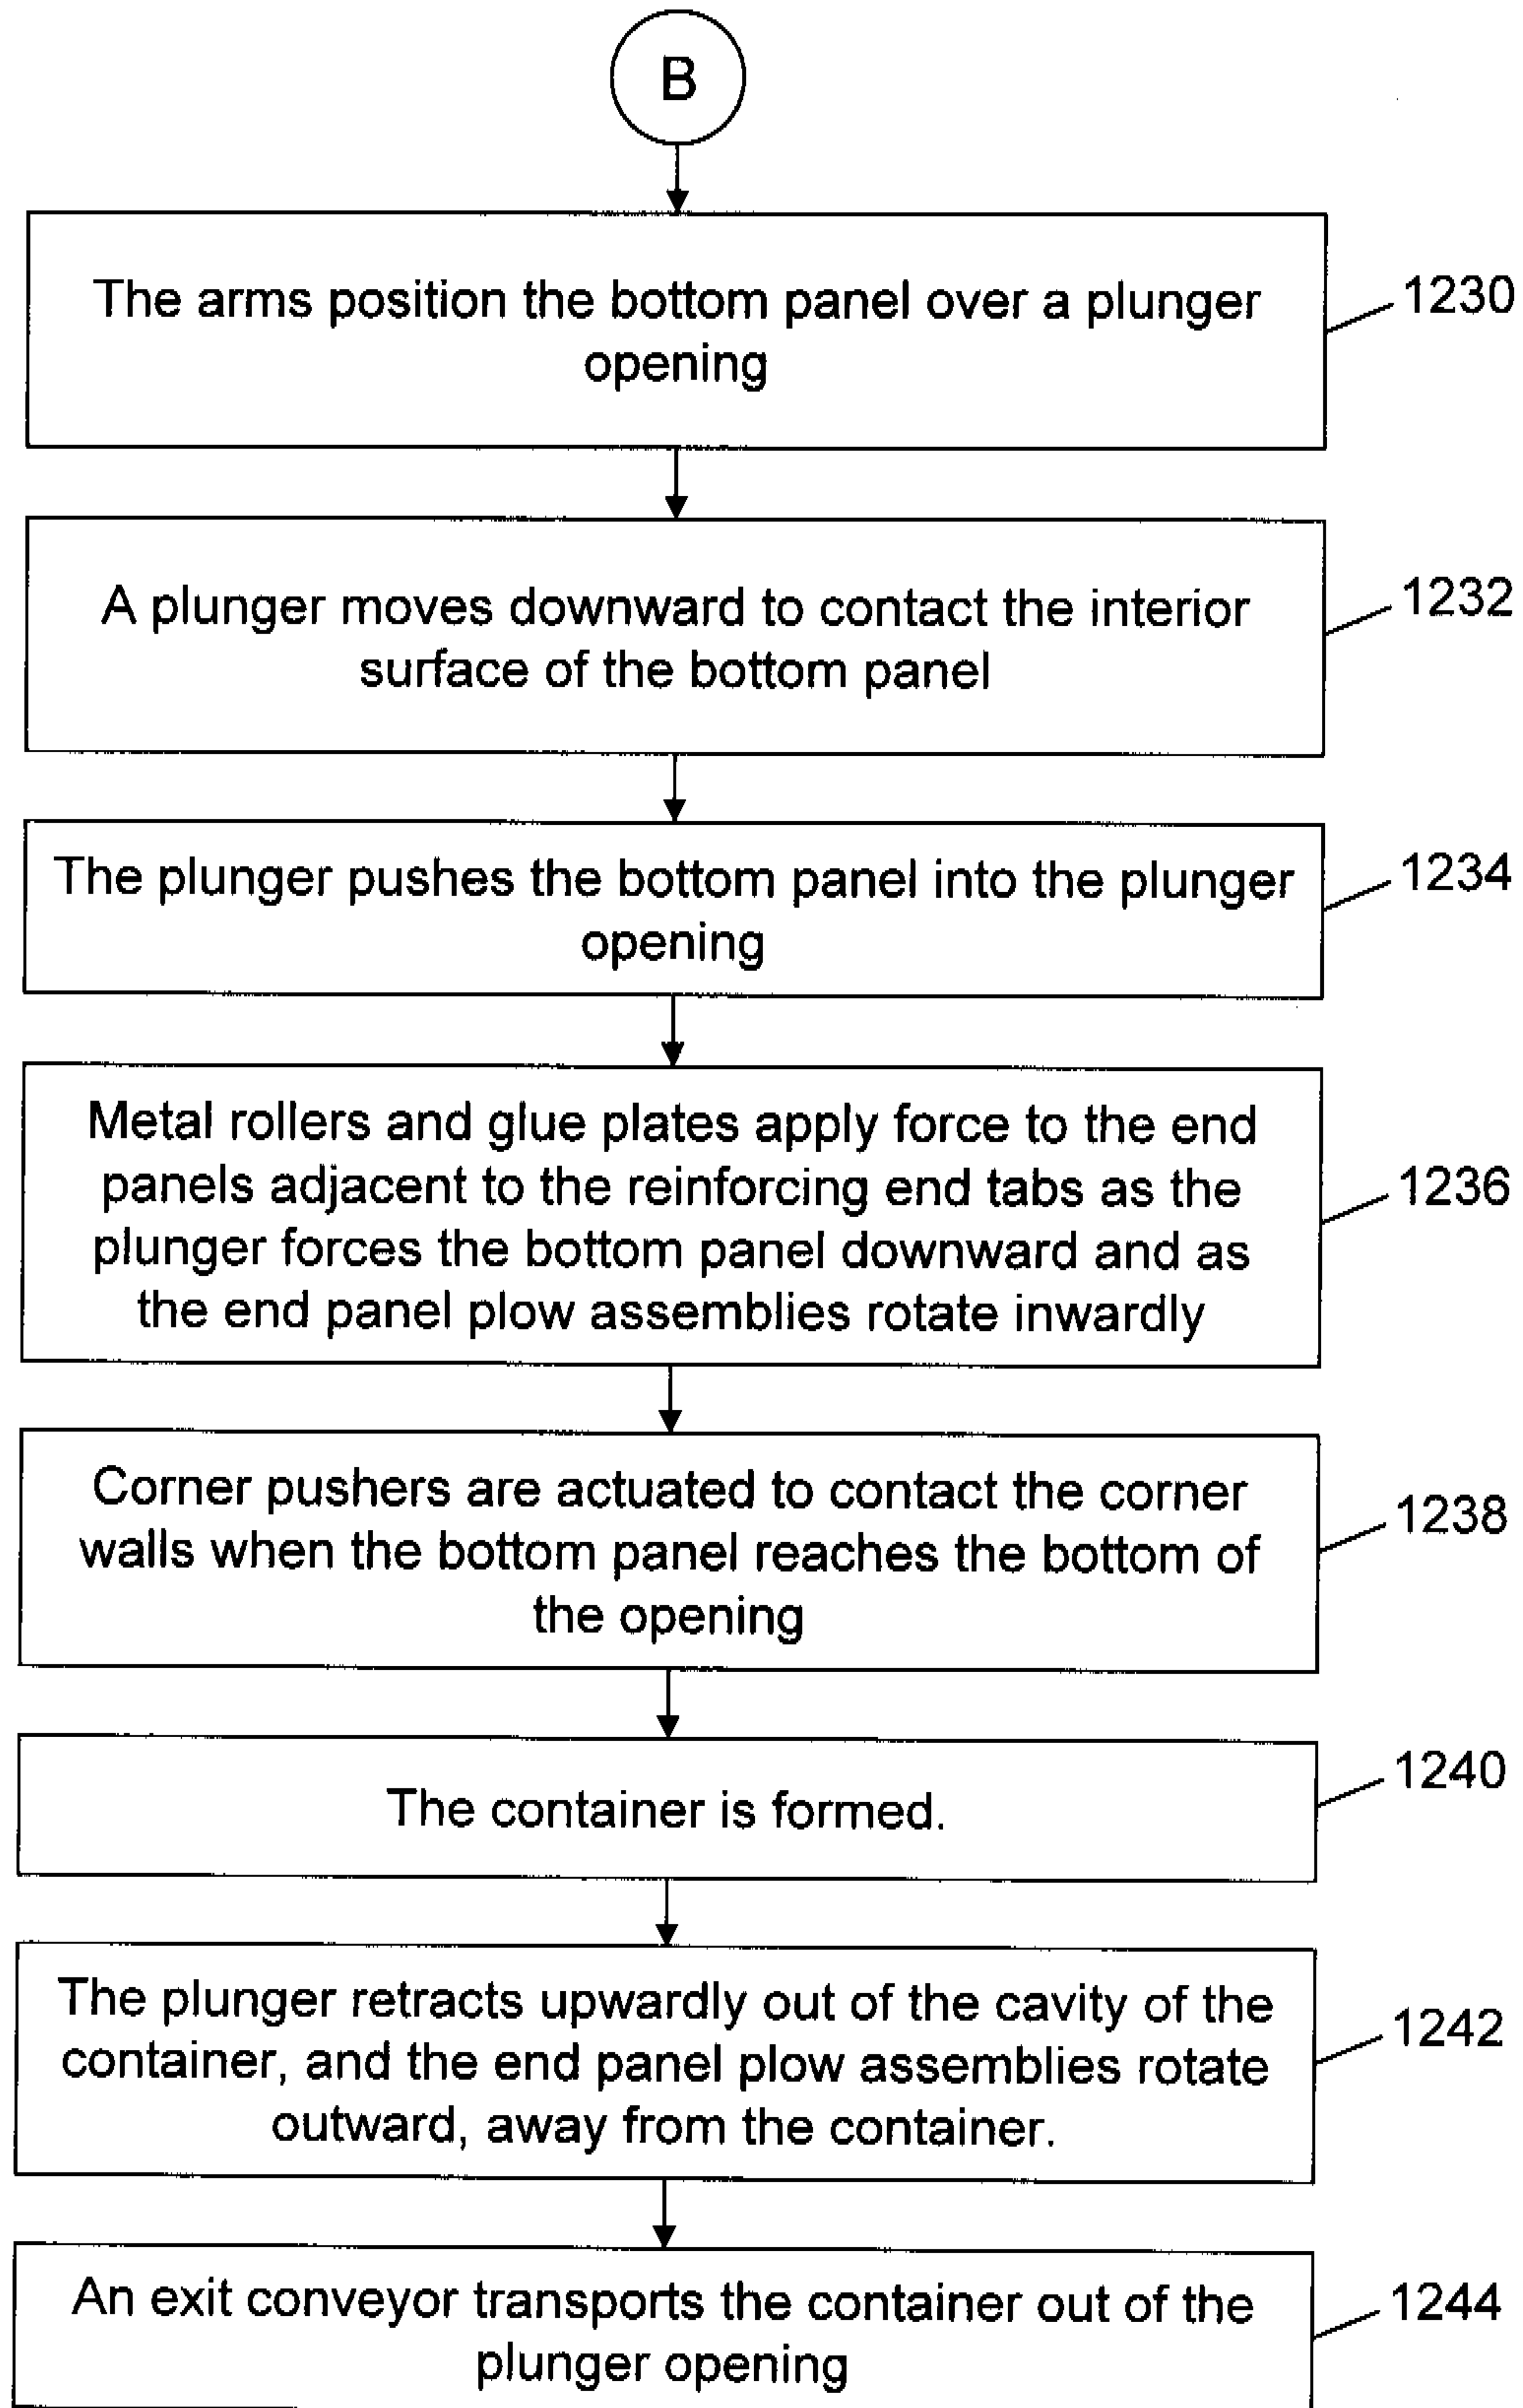 B
The arms position the bottom panel over a plunger
opening
1230
A plunger moves downward to contact the interior
surface of the bottom panel
1232
The plunger pushes the bottom panel into the plunger
opening
1234
Metal rollers and glue plates apply force to the end
panels adjacent to the reinforcing end tabs as the
plunger forces the bottom panel downward and as
the end panel plow assemblies rotate inwardly
1236
Corner pushers are actuated to contact the corner
walls when the bottom panel reaches the bottom of
the opening
1238
The container is formed.
1240
The plunger retracts upwardly out of the cavity of the
container, and the end panel plow assemblies rotate
outward, away from the container.
1242
An exit conveyor transports the container out of the
plunger opening
1244